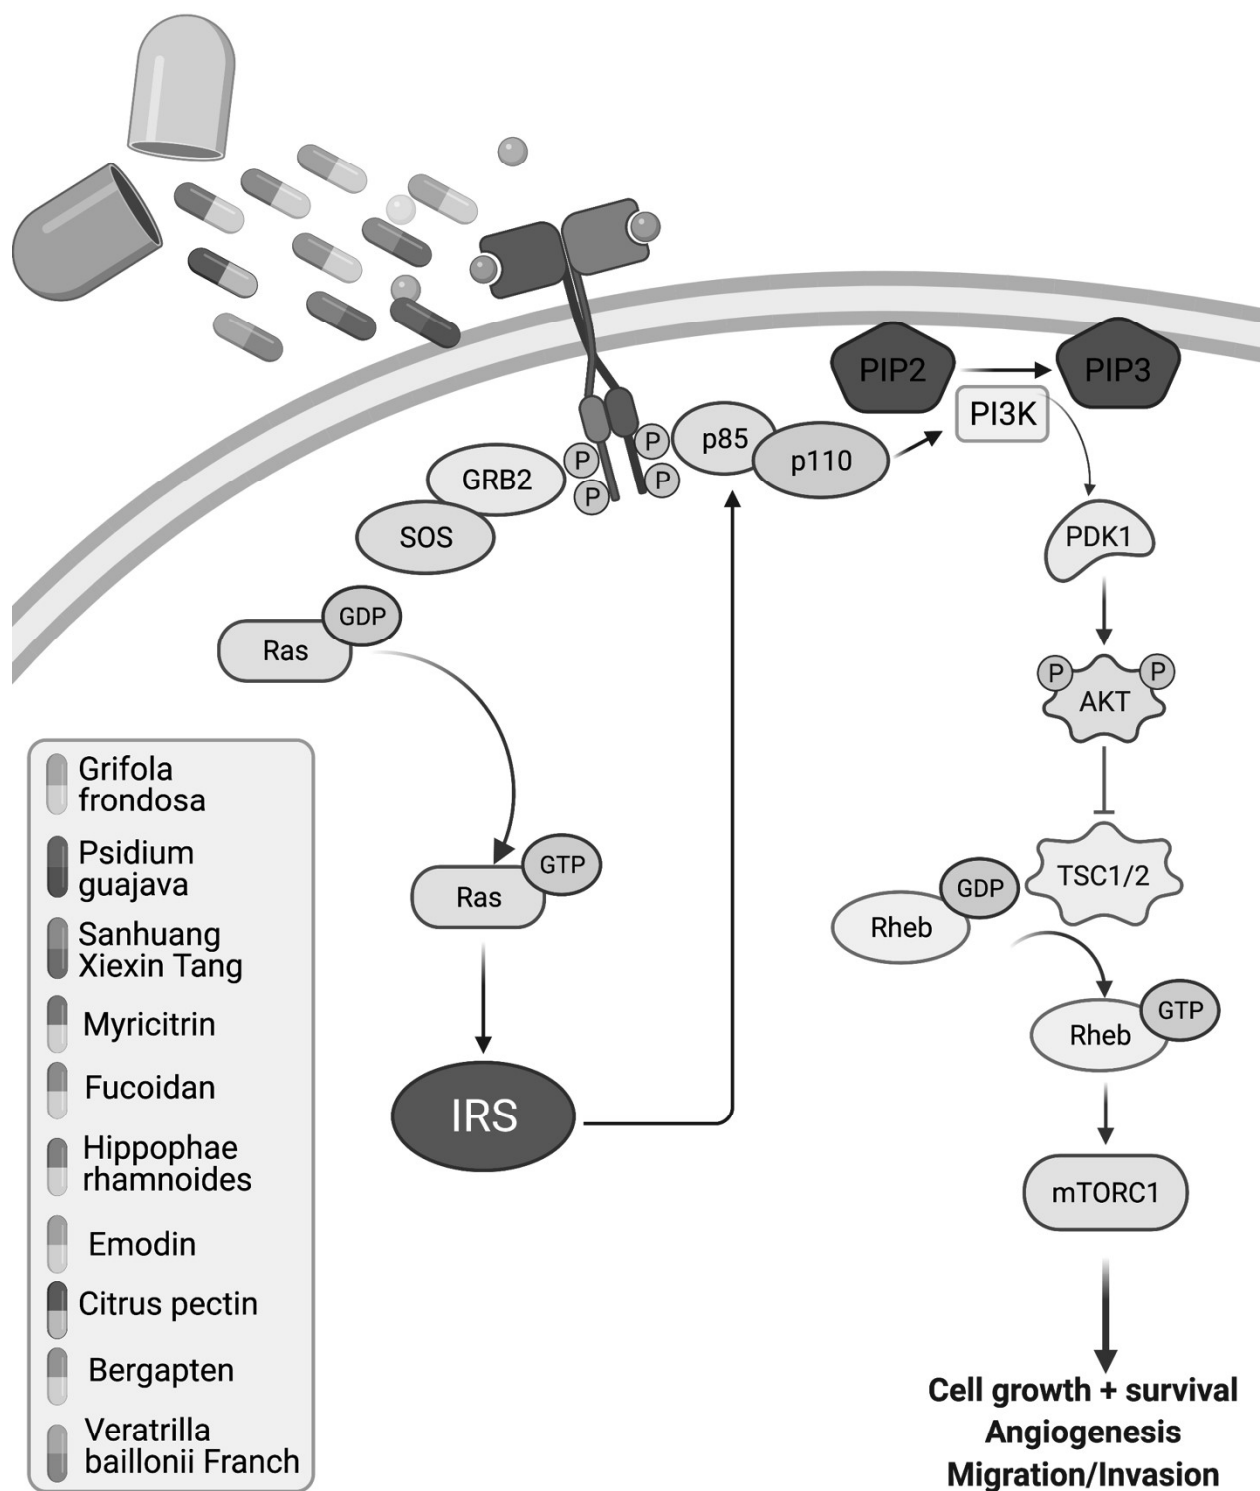 PIP2
PIP3
PI3K
P
P
P
P
p85
p110
GRB2
SOS
PDK1
GDP
Ras
P
P
AKT
GTP
Ras
TSC1/2
GDP
Rheb
GTP
Rheb
IRS
mTORC1
Cell growth + survival
Angiogenesis
Migration/Invasion
Grifola
frondosa
Psidium
guajava
Sanhuang
Xiexin Tang
Myricitrin
Fucoidan
Hippophae
rhamnoides
Emodin
Citrus pectin
Bergapten
Veratrilla
baillonii Franch